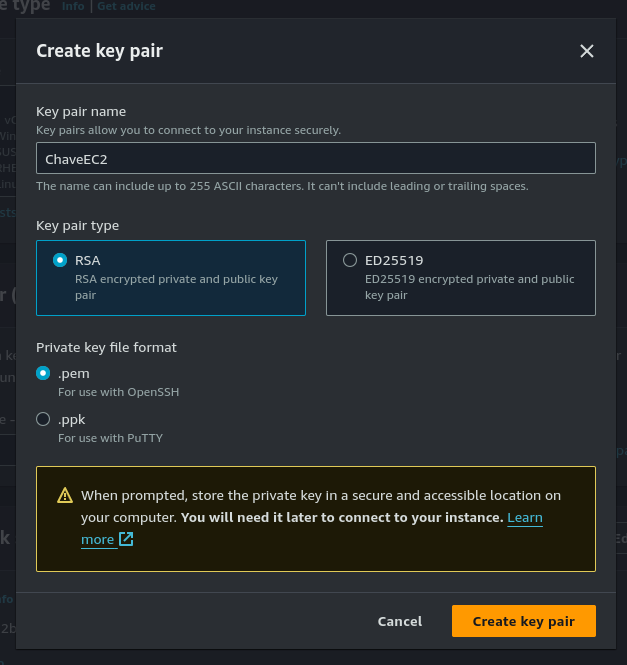 e type Info | Get advice
Create key pair
Key pair name
Key pairs allow you to connect to your instance securely.
ChaveEC2
The name can include up to 255 ASCII characters. It can't include leading or trailing spaces.
Key pair type
RSA
RSA encrypted private and public key
pair
ED25519
ED25519 encrypted private and public
key pair
Private key file format
.pem
For use with OpenSSH
.ppk
For use with PuTTY
When prompted, store the private key in a secure and accessible location on
your computer. You will need it later to connect to your instance. Learn
more
Cancel
Create key pair